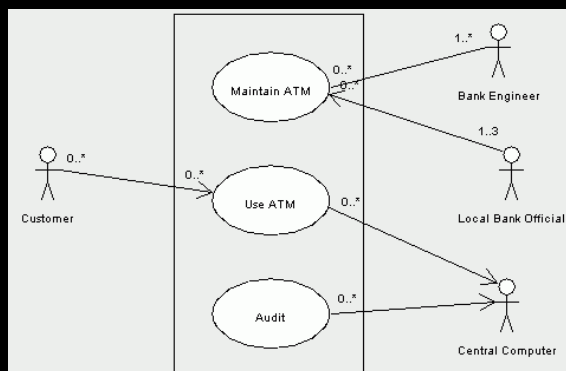 1..*
0..*
Maintain ATM
0..*
Bank Engineer
1..3
0..*
0..*
Customer
Use ATM
0..*
Local Bank Official
0..*
Audit
Central Computer